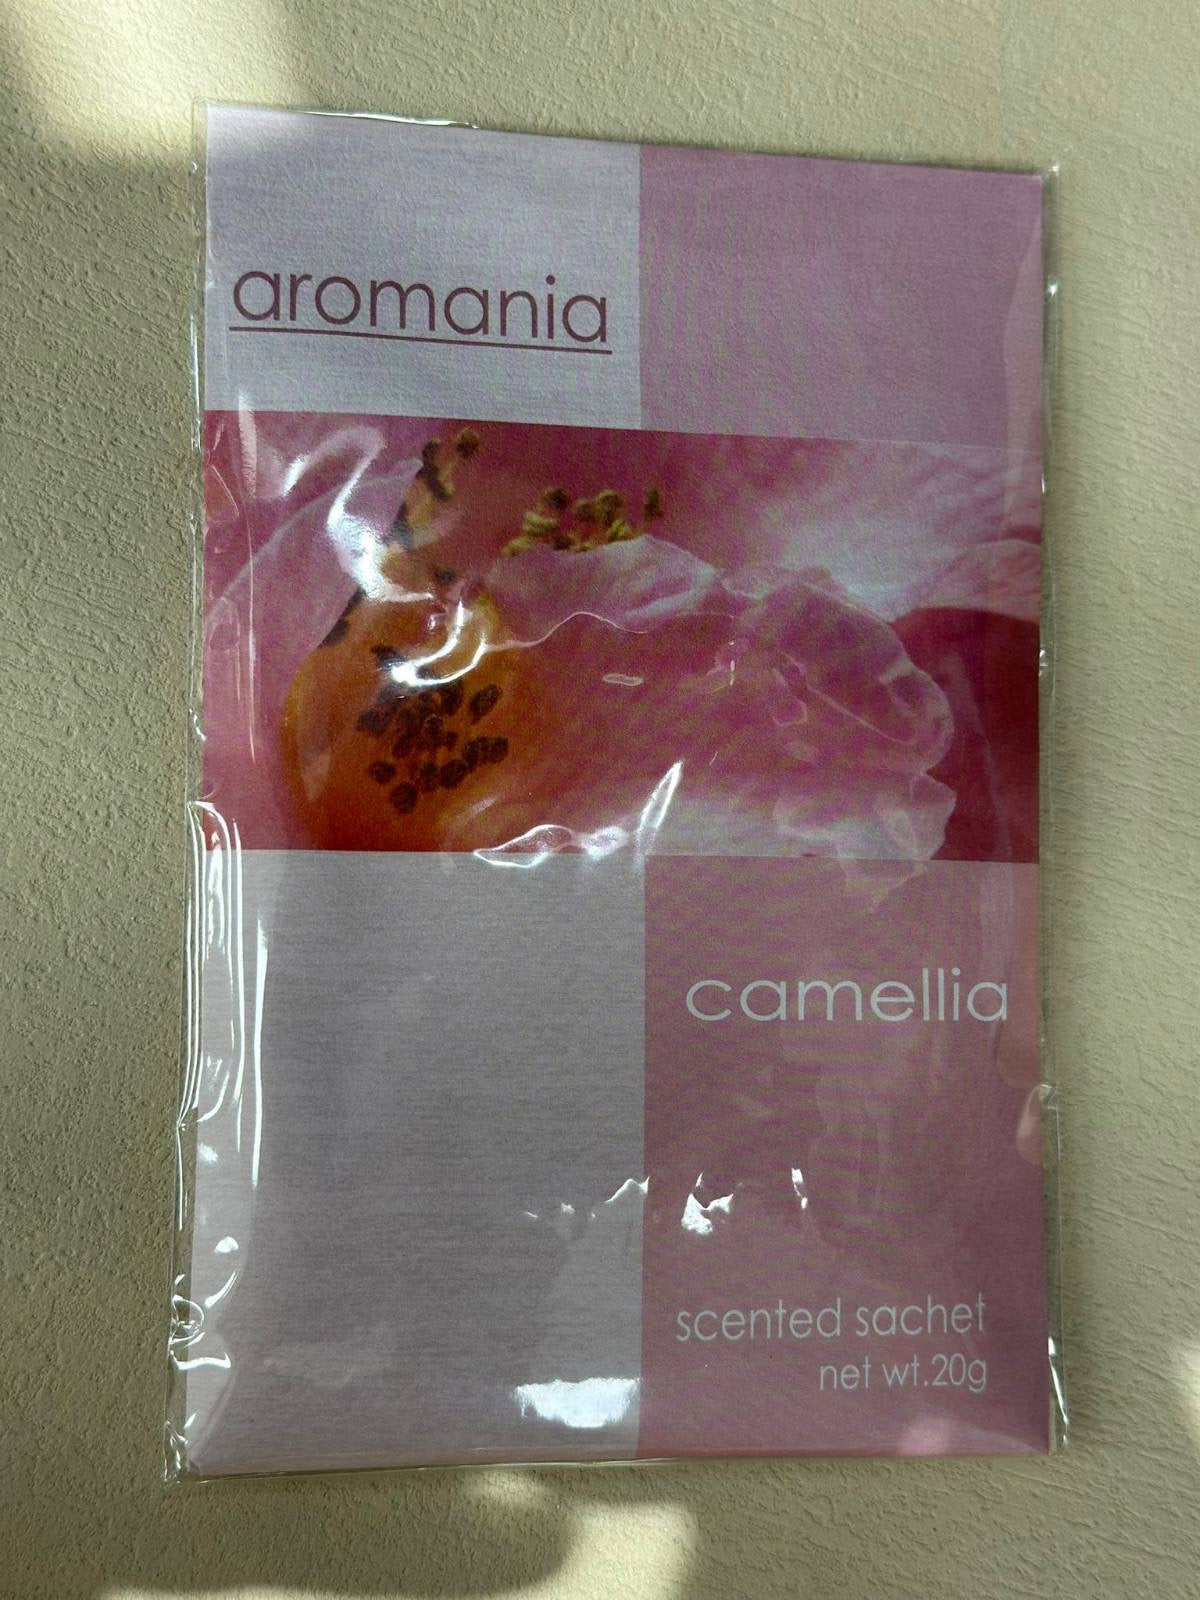 aromania
camellia
scented sachet
net wt.20g